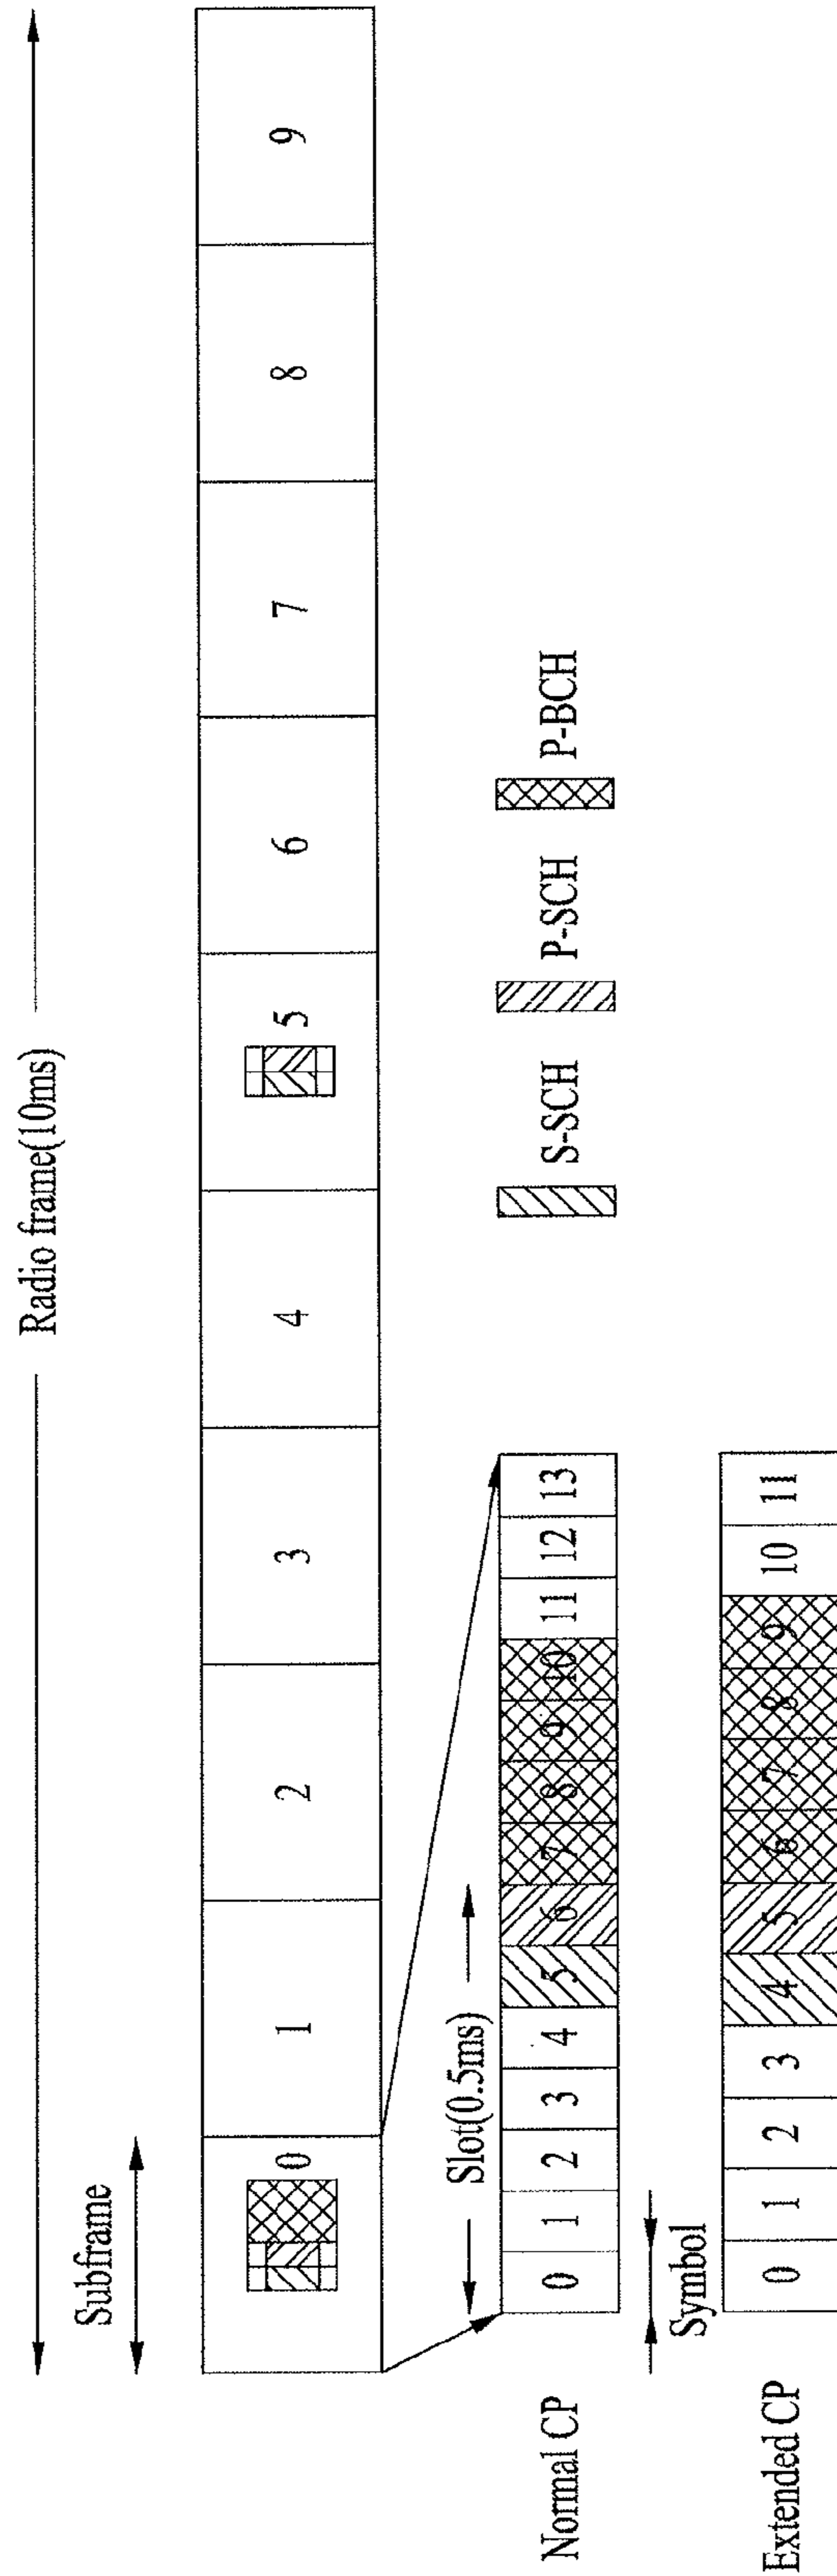 Radio frame(10ms)
Subframe
0 1 2 3 4 5 6 7 8 9
Slot(0.5ms)
Normal CP 0 1 2 3 4 5 6 7 8 9 10 11 12 13
Symbol
Extended CP 0 1 2 3 4 5 6 7 8 9 10 11
S-SCH P-SCH P-BCH